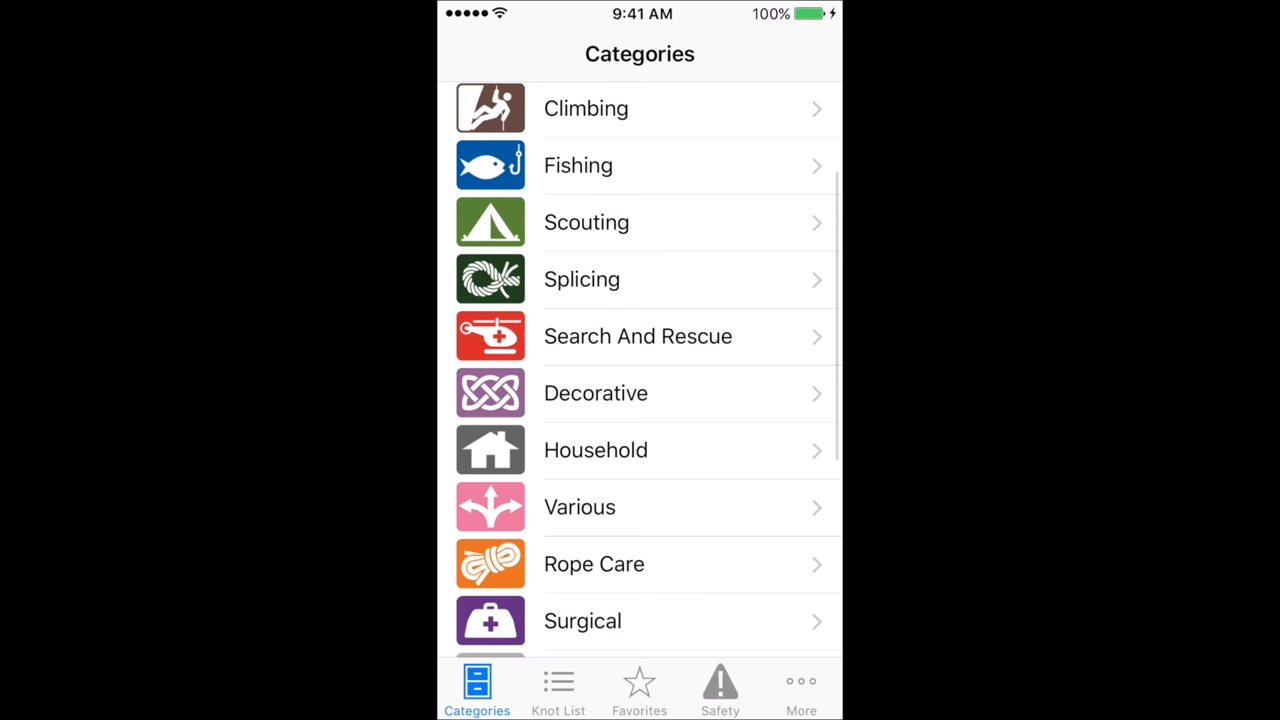 9:41 AM
100%
Categories
Climbing
Fishing
Scouting
Splicing
Search And Rescue
Decorative
Household
Various
Rope Care
Surgical
Categories
Knot List
Favorites
Safety
More